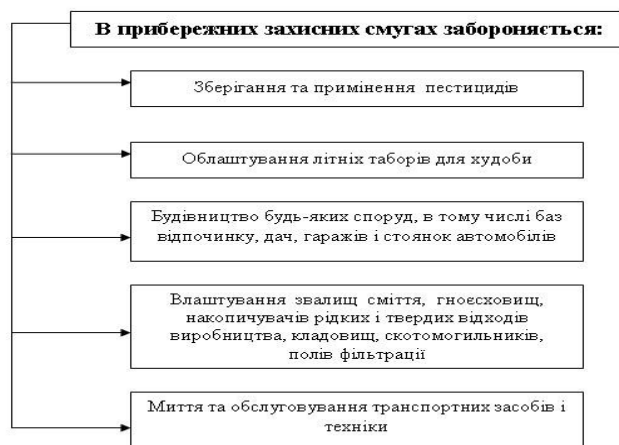 В прибережних захисних смугах забороняється:
Зберігання та примінення пестицидів
Облаштування літніх таборів для худоби
Будівництво будь-яких споруд, в тому числі баз
відпочинку, дач, гаражів і стоянок автомобілів
Влаштування звалищ сміття, гноєсховищ,
накопичувачів рідких і твердих відходів
виробництва, кладовищ, скотомогильників,
полів фільтрації
Миття та обслуговування транспортних засобів і
техніки